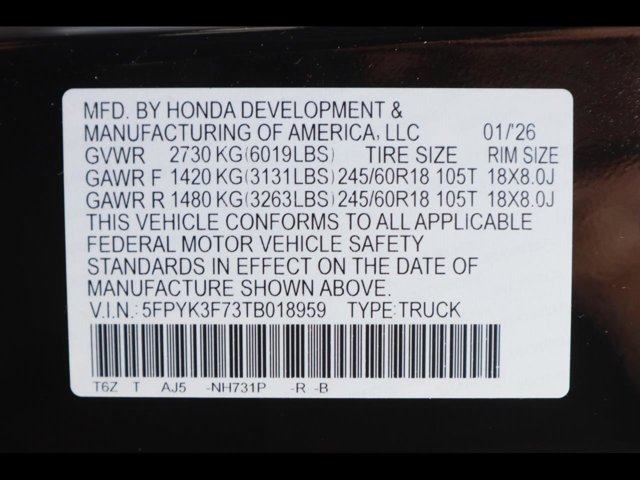 MFD. BY HONDA DEVELOPMENT &
MANUFACTURING OF AMERICA, LLC 01/'26
GVWR 2730 KG(6019LBS) TIRE SIZE RIM SIZE
GAWR F 1420 KG(3131LBS) 245/60R18 105T 18X8.0J
GAWR R 1480 KG(3263LBS) 245/60R18 105T 18X8.0J
THIS VEHICLE CONFORMS TO ALL APPLICABLE
FEDERAL MOTOR VEHICLE SAFETY
STANDARDS IN EFFECT ON THE DATE OF
MANUFACTURE SHOWN ABOVE.
V.I.N.: 5FPYK3F73TB018959 TYPE: TRUCK
T6Z T AJ5 -NH731P -R -B